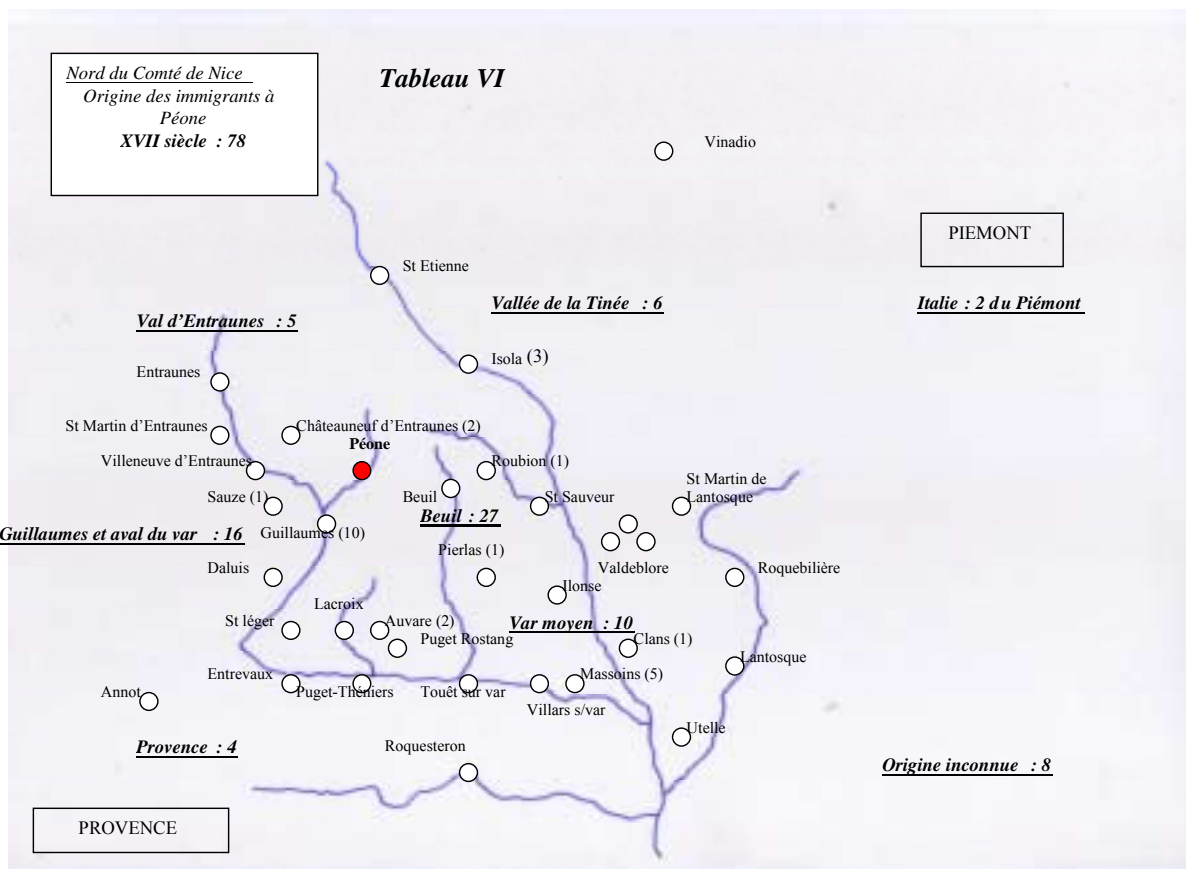 Nord du Comté de Nice
Origine des immigrants à
Péone
XVII siècle : 78
Tableau VI
Vinadio
PIEMONT
St Etienne
Vallée de la Tinée : 6
Italie : 2 du Piémont
Val d’Entraunes : 5
Isola (3)
Entraunes
St Martin d’Entraunes
Châteauneuf d’Entraunes (2)
Péone
Villeneuve d’Entraunes
Roubion (1)
St Martin de
Lantosque
Sauze (1)
Beuil
St Sauveur
Beuil : 27
Guillaumes et aval du var : 16
Guillaumes (10)
Pierlas (1)
Valdeblore
Daluis
Roquebilière
Ilonse
Lacroix
St léger
Auvare (2)
Var moyen : 10
Puget Rostang
Clans (1)
Lantosque
Entrevaux
Puget-Théniers
Touêt sur var
Massoins (5)
Annot
Villars s/var
Utelle
Provence : 4
Roquesteron
Origine inconnue : 8
PROVENCE